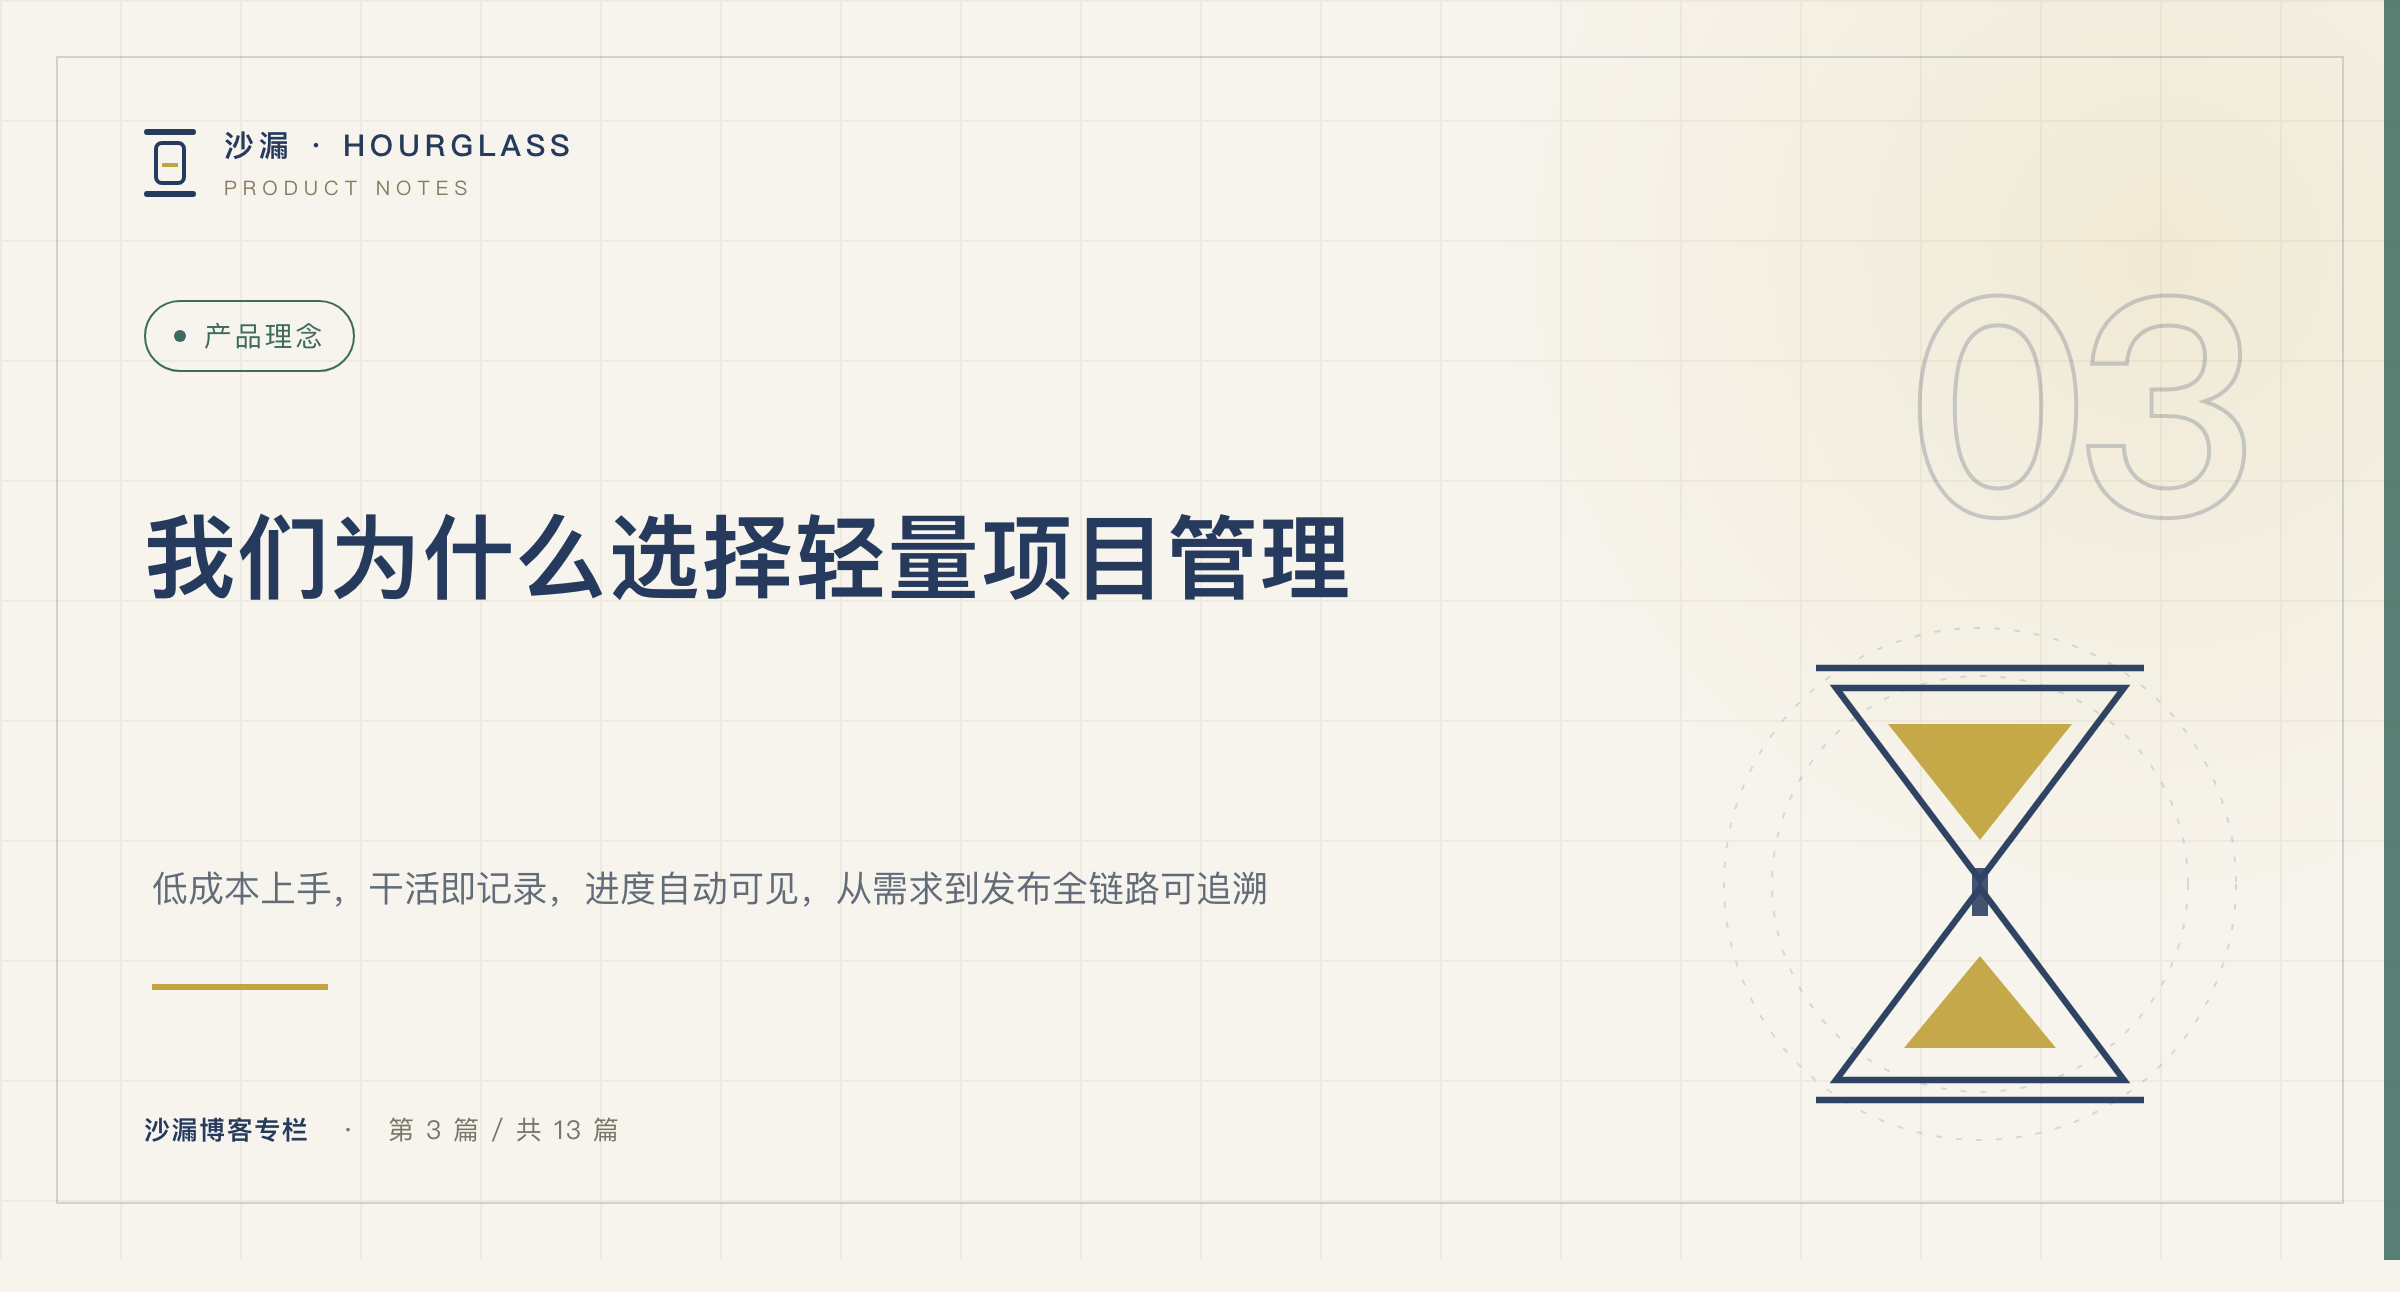 沙漏 · HOURGLASS
PRODUCT NOTES
产品理念
03
我们为什么选择轻量项目管理
低成本上手，干活即记录，进度自动可见，从需求到发布全链路可追溯
沙漏博客专栏 · 第 3 篇 / 共 13 篇